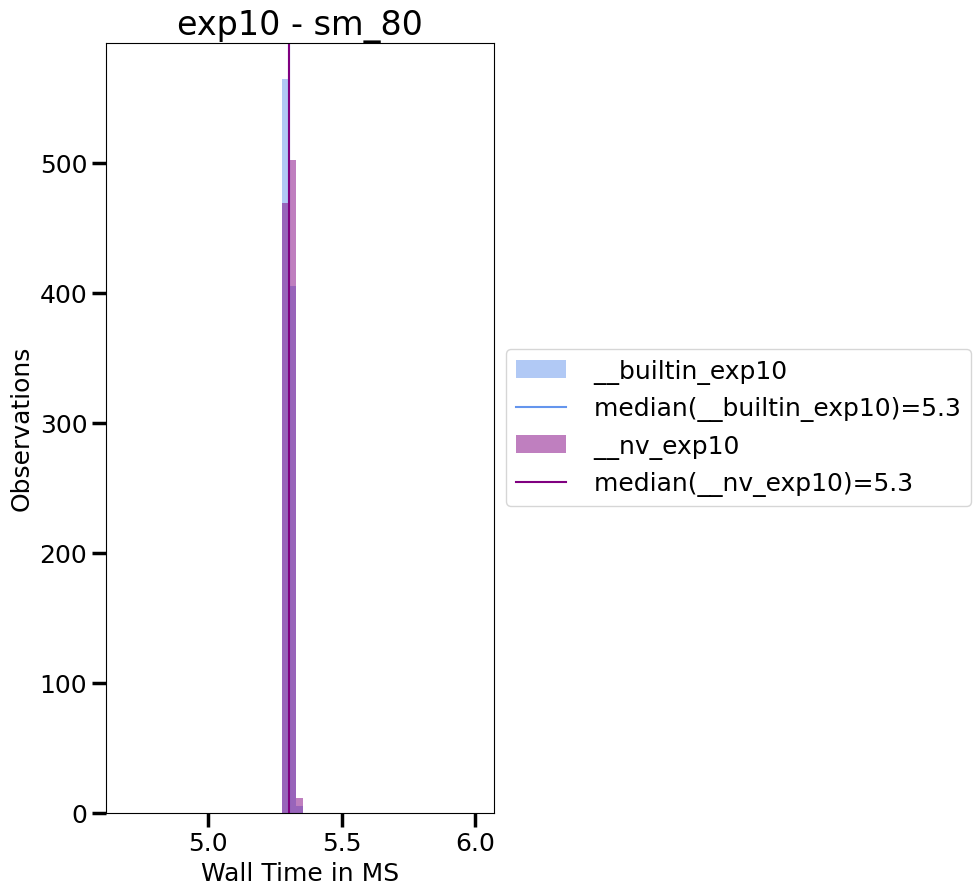 exp10 - sm_80
Observations
500
400
300
200
100
0
5.0 5.5 6.0
Wall Time in MS
__builtin_exp10
median(__builtin_exp10)=5.3
__nv_exp10
median(__nv_exp10)=5.3